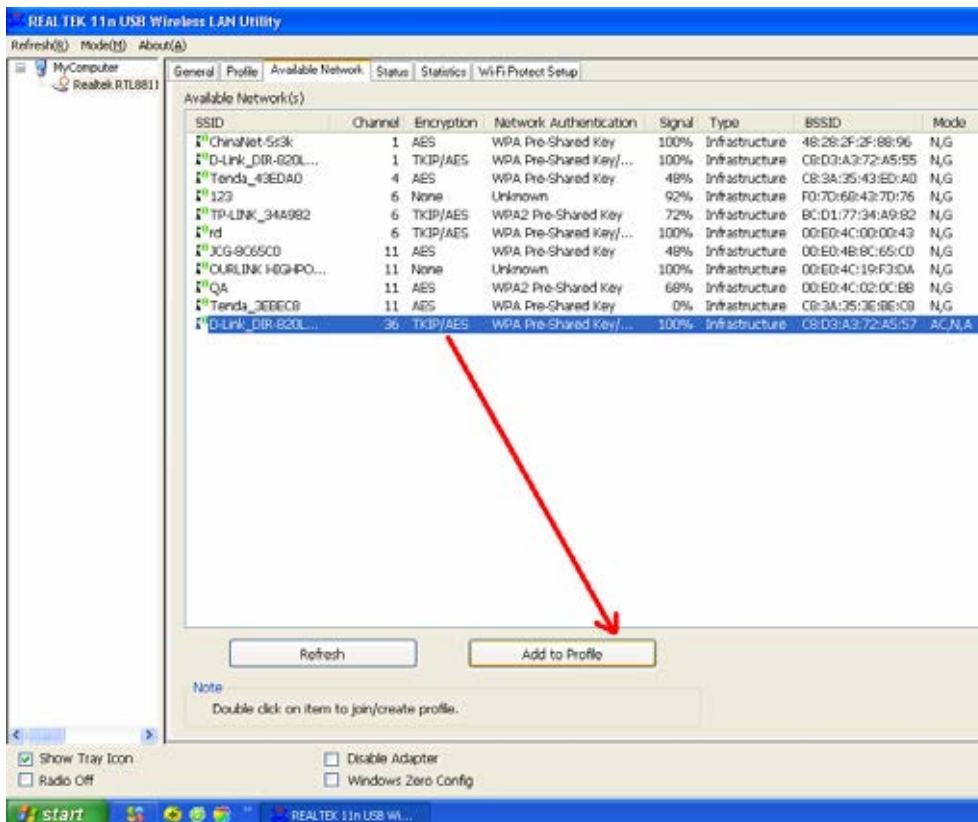 REALTEK 11n USB Wireless LAN Utility
Refresh(R) Mode(M) About(A)
MyComputer
Realtek RTL8811
General Profile Available Network Status Statistics Wi-Fi Protect Setup
Available Network(s)
SSID Channel Encryption Network Authentication Signal Type BSSID Mode
ChinaNet-Ss3k 1 AES WPA Pre-Shared Key 100% Infrastructure 48:28:2F:2F:88:96 N,G
D-Link_DIR-820L... 1 TKIP/AES WPA Pre-Shared Key/... 100% Infrastructure C8:D3:A3:72:A5:55 N,G
Tenda_43EDA0 4 AES WPA Pre-Shared Key 48% Infrastructure C8:3A:35:43:ED:A0 N,G
123 6 None Unknown 92% Infrastructure F0:7D:68:43:7D:76 N,G
TP-LINK_34A982 6 TKIP/AES WPA2 Pre-Shared Key 72% Infrastructure BC:D1:77:34:A9:82 N,G
rd 6 TKIP/AES WPA Pre-Shared Key/... 100% Infrastructure 00:E0:4C:00:00:43 N,G
JCG-8C65C0 11 AES WPA Pre-Shared Key 48% Infrastructure 00:E0:4B:8C:65:C0 N,G
OURLINK HIGHPO... 11 None Unknown 100% Infrastructure 00:E0:4C:19:F3:DA N,G
QA 11 AES WPA2 Pre-Shared Key 68% Infrastructure 00:E0:4C:02:0C:BB N,G
Tenda_3EBEC8 11 AES WPA Pre-Shared Key 0% Infrastructure C8:3A:35:3E:BE:C8 N,G
D-Link_DIR-820L... 36 TKIP/AES WPA Pre-Shared Key/... 100% Infrastructure C8:D3:A3:72:A5:57 AC,N,A
Refresh Add to Profile
Note
Double click on item to join/create profile.
Show Tray Icon Disable Adapter
Radio Off Windows Zero Config
start REALTEK 11n USB Wi...